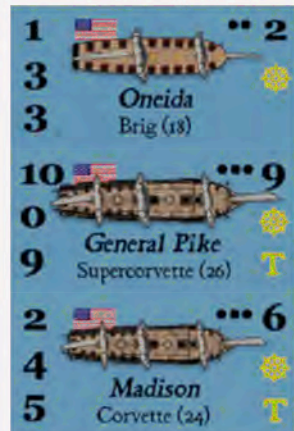 1 2
3
3
Oneida
Brig (18)
10 9
0
9
General Pike
Supercorvette (26)
T
2 6
4
5
Madison
Corvette (24)
T